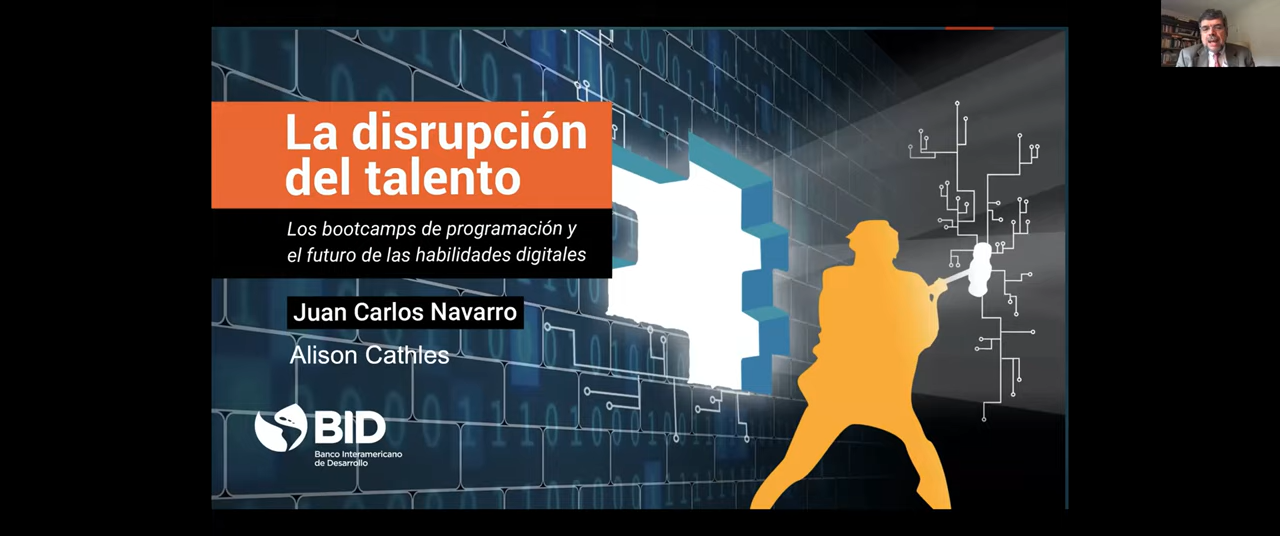 La disrupción
del talento
Los bootcamps de programación y
el futuro de las habilidades digitales
Juan Carlos Navarro
Alison Cathles
BID
Banco Interamericano
de Desarrollo